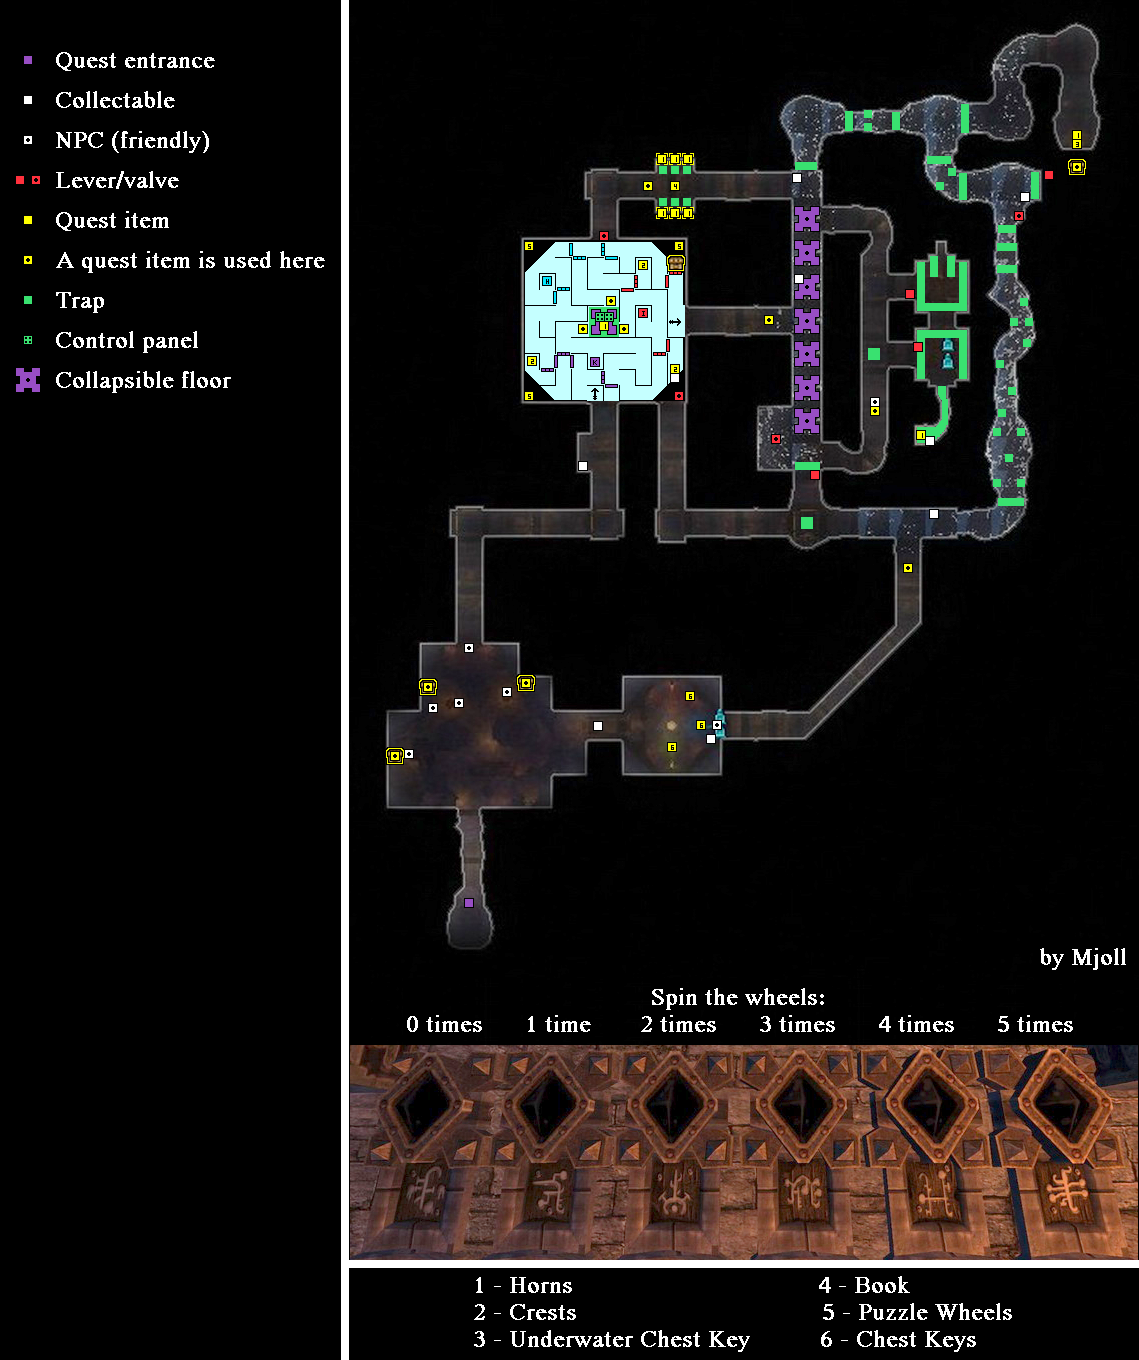 Quest entrance
Collectable
NPC (friendly)
Lever/valve
Quest item
A quest item is used here
Trap
Control panel
Collapsible floor
by Mjoll
Spin the wheels:
0 times 1 time 2 times 3 times 4 times 5 times
1 - Horns
2 - Crests
3 - Underwater Chest Key
4 - Book
5 - Puzzle Wheels
6 - Chest Keys